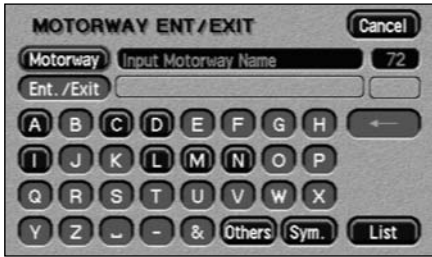 MOTORWAY ENT/EXIT Cancel
Motorway Input Motorway Name 72
Ent./Exit
A B C D E F G H ←
I J K L M N O P
Q R S T U V W X
Y Z ␣ - & Others Sym. List